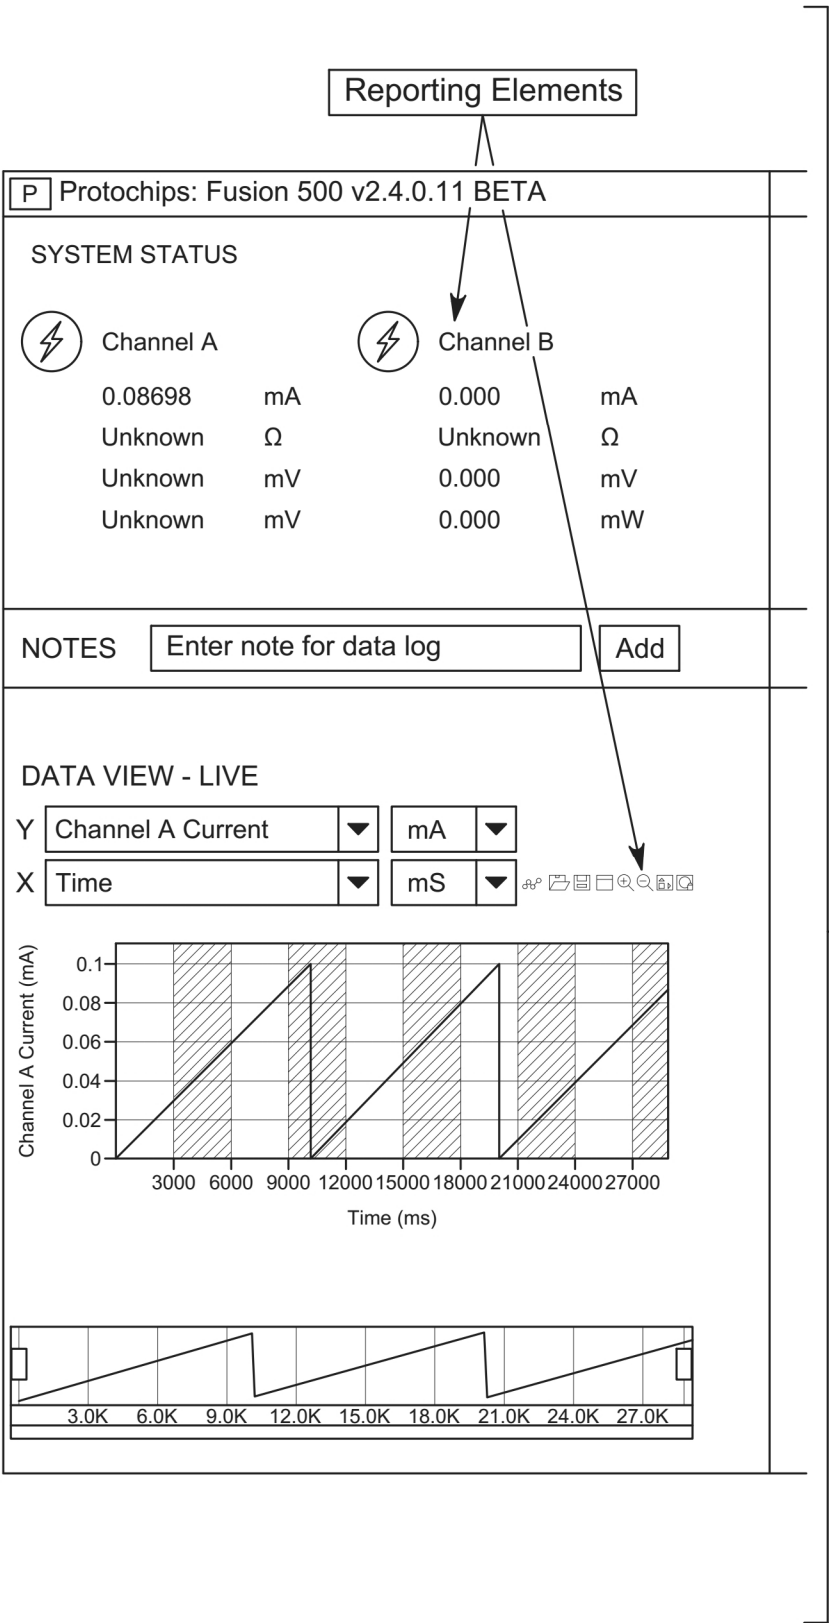 Reporting Elements
P Protochips: Fusion 500 v2.4.0.11 BETA
SYSTEM STATUS
Channel A Channel B
0.08698 mA 0.000 mA
Unknown Ω Unknown Ω
Unknown mV 0.000 mV
Unknown mV 0.000 mW
NOTES Enter note for data log Add
DATA VIEW - LIVE
Y Channel A Current mA
X Time mS
Channel A Current (mA)
0.1
0.08
0.06
0.04
0.02
0
3000 6000 9000 12000 15000 18000 21000 24000 27000
Time (ms)
3.0K 6.0K 9.0K 12.0K 15.0K 18.0K 21.0K 24.0K 27.0K